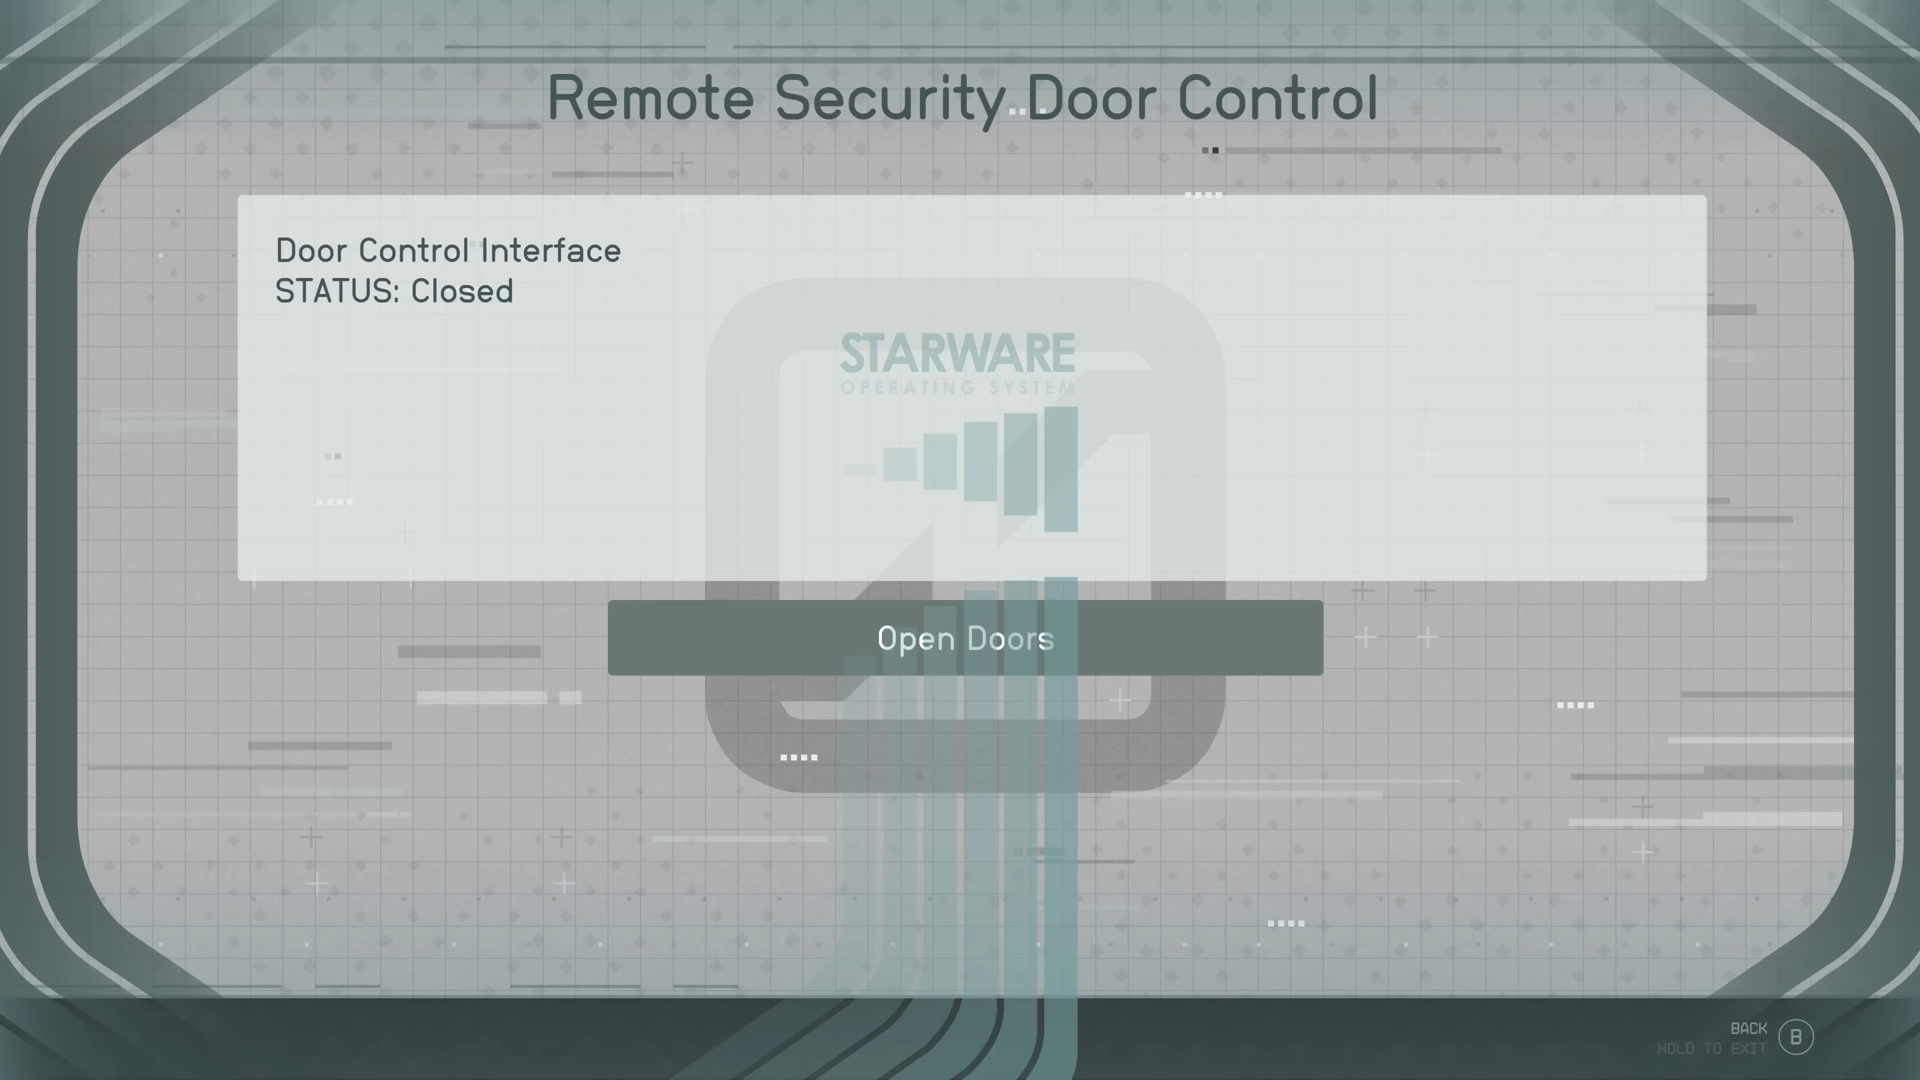 Remote Security Door Control
Door Control Interface
STATUS: Closed
STARWARE
OPERATING SYSTEM
Open Doors
BACK
HOLD TO EXIT
B